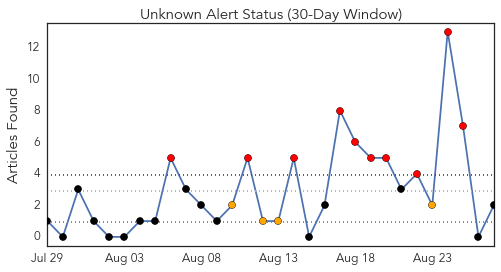 Unknown Alert Status (30-Day Window)
Articles Found
12
10
8
6
4
2
0
Jul 29 Aug 03 Aug 08 Aug 13 Aug 18 Aug 23